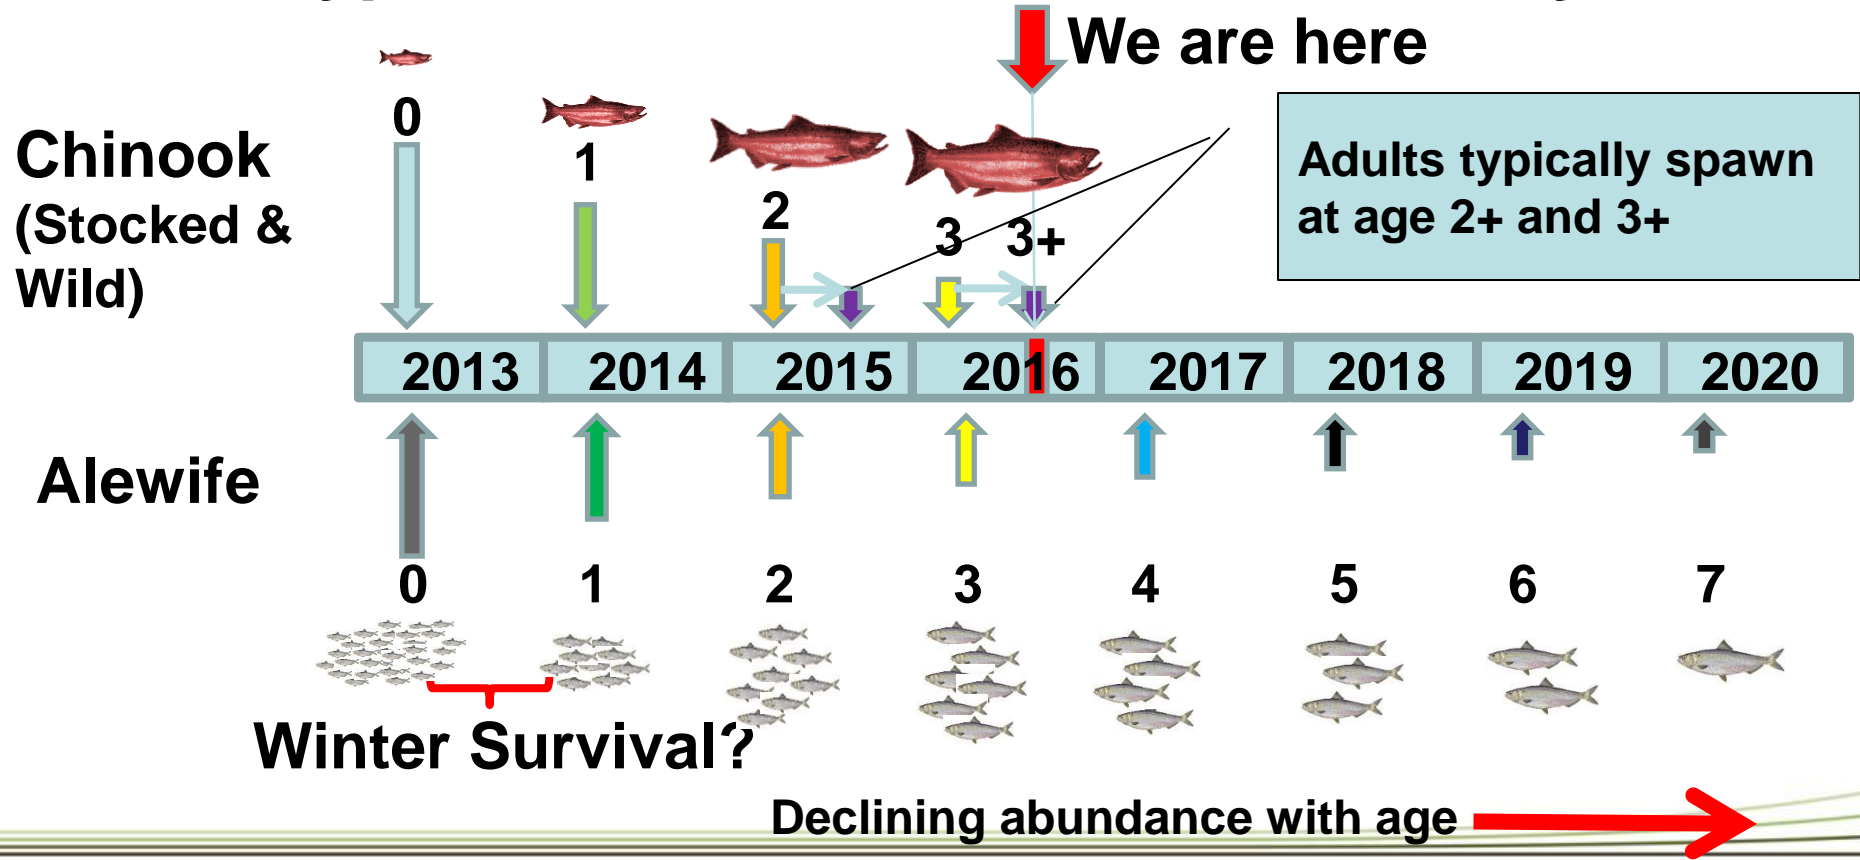 We are here
0
Chinook
(Stocked &
Wild)
1
2
3
3+
Adults typically spawn
at age 2+ and 3+
2013 2014 2015 2016 2017 2018 2019 2020
Alewife
0 1 2 3 4 5 6 7
Winter Survival?
Declining abundance with age